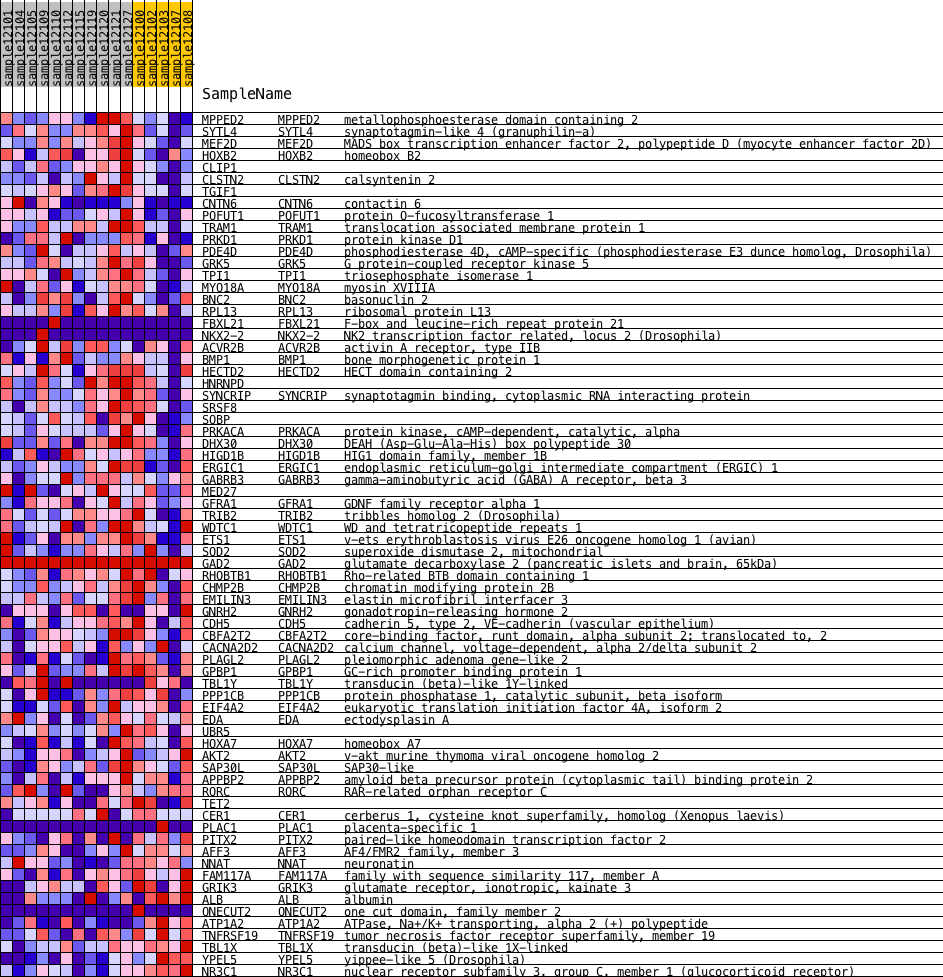 sample12101 sample12104 sample12105 sample12109 sample12110 sample12112 sample12115 sample12119 sample12120 sample12121 sample12127 sample12100 sample12102 sample12103 sample12107 sample12108
SampleName
MPPED2 MPPED2 metallophosphoesterase domain containing 2
SYTL4 SYTL4 synaptotagmin-like 4 (granuphilin-a)
MEF2D MEF2D MADS box transcription enhancer factor 2, polypeptide D (myocyte enhancer factor 2D)
HOXB2 HOXB2 homeobox B2
CLIP1
CLSTN2 CLSTN2 calsyntenin 2
TGIF1
CNTN6 CNTN6 contactin 6
POFUT1 POFUT1 protein O-fucosyltransferase 1
TRAM1 TRAM1 translocation associated membrane protein 1
PRKD1 PRKD1 protein kinase D1
PDE4D PDE4D phosphodiesterase 4D, cAMP-specific (phosphodiesterase E3 dunce homolog, Drosophila)
GRK5 GRK5 G protein-coupled receptor kinase 5
TPI1 TPI1 triosephosphate isomerase 1
MYO18A MYO18A myosin XVIIIA
BNC2 BNC2 basonuclin 2
RPL13 RPL13 ribosomal protein L13
FBXL21 FBXL21 F-box and leucine-rich repeat protein 21
NKX2-2 NKX2-2 NK2 transcription factor related, locus 2 (Drosophila)
ACVR2B ACVR2B activin A receptor, type IIB
BMP1 BMP1 bone morphogenetic protein 1
HECTD2 HECTD2 HECT domain containing 2
HNRNPD
SYNCRIP SYNCRIP synaptotagmin binding, cytoplasmic RNA interacting protein
SRSF8
SOBP
PRKACA PRKACA protein kinase, cAMP-dependent, catalytic, alpha
DHX30 DHX30 DEAH (Asp-Glu-Ala-His) box polypeptide 30
HIGD1B HIGD1B HIG1 domain family, member 1B
ERGIC1 ERGIC1 endoplasmic reticulum-golgi intermediate compartment (ERGIC) 1
GABRB3 GABRB3 gamma-aminobutyric acid (GABA) A receptor, beta 3
MED27
GFRA1 GFRA1 GDNF family receptor alpha 1
TRIB2 TRIB2 tribbles homolog 2 (Drosophila)
WDTC1 WDTC1 WD and tetratricopeptide repeats 1
ETS1 ETS1 v-ets erythroblastosis virus E26 oncogene homolog 1 (avian)
SOD2 SOD2 superoxide dismutase 2, mitochondrial
GAD2 GAD2 glutamate decarboxylase 2 (pancreatic islets and brain, 65kDa)
RHOBTB1 RHOBTB1 Rho-related BTB domain containing 1
CHMP2B CHMP2B chromatin modifying protein 2B
EMILIN3 EMILIN3 elastin microfibril interfacer 3
GNRH2 GNRH2 gonadotropin-releasing hormone 2
CDH5 CDH5 cadherin 5, type 2, VE-cadherin (vascular epithelium)
CBFA2T2 CBFA2T2 core-binding factor, runt domain, alpha subunit 2; translocated to, 2
CACNA2D2 CACNA2D2 calcium channel, voltage-dependent, alpha 2/delta subunit 2
PLAGL2 PLAGL2 pleiomorphic adenoma gene-like 2
GPBP1 GPBP1 GC-rich promoter binding protein 1
TBL1Y TBL1Y transducin (beta)-like 1Y-linked
PPP1CB PPP1CB protein phosphatase 1, catalytic subunit, beta isoform
EIF4A2 EIF4A2 eukaryotic translation initiation factor 4A, isoform 2
EDA EDA ectodysplasin A
UBR5
HOXA7 HOXA7 homeobox A7
AKT2 AKT2 v-akt murine thymoma viral oncogene homolog 2
SAP30L SAP30L SAP30-like
APPBP2 APPBP2 amyloid beta precursor protein (cytoplasmic tail) binding protein 2
RORC RORC RAR-related orphan receptor C
TET2
CER1 CER1 cerberus 1, cysteine knot superfamily, homolog (Xenopus laevis)
PLAC1 PLAC1 placenta-specific 1
PITX2 PITX2 paired-like homeodomain transcription factor 2
AFF3 AFF3 AF4/FMR2 family, member 3
NNAT NNAT neuronatin
FAM117A FAM117A family with sequence similarity 117, member A
GRIK3 GRIK3 glutamate receptor, ionotropic, kainate 3
ALB ALB albumin
ONECUT2 ONECUT2 one cut domain, family member 2
ATP1A2 ATP1A2 ATPase, Na+/K+ transporting, alpha 2 (+) polypeptide
TNFRSF19 TNFRSF19 tumor necrosis factor receptor superfamily, member 19
TBL1X TBL1X transducin (beta)-like 1X-linked
YPEL5 YPEL5 yippee-like 5 (Drosophila)
NR3C1 NR3C1 nuclear receptor subfamily 3, group C, member 1 (glucocorticoid receptor)